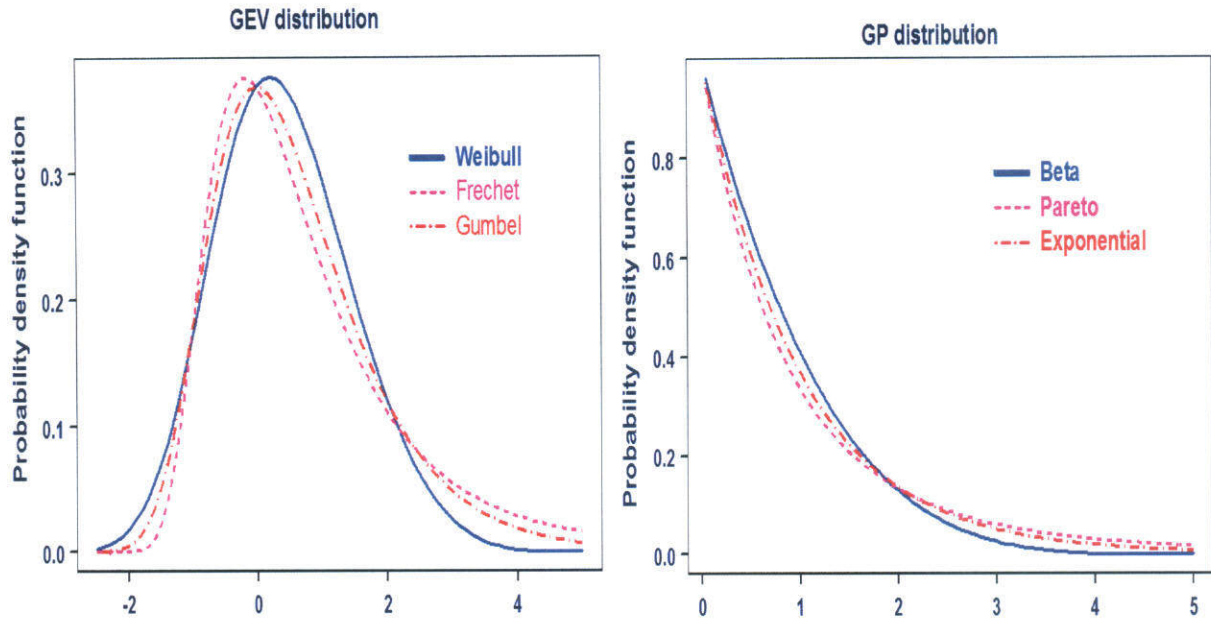 GEV distribution
Probability density function
0.3
0.2
0.1
0.0
Weibull
Frechet
Gumbel
-2
0
2
4
GP distribution
Probability density function
0.8
0.6
0.4
0.2
0.0
Beta
Pareto
Exponential
0
1
2
3
4
5